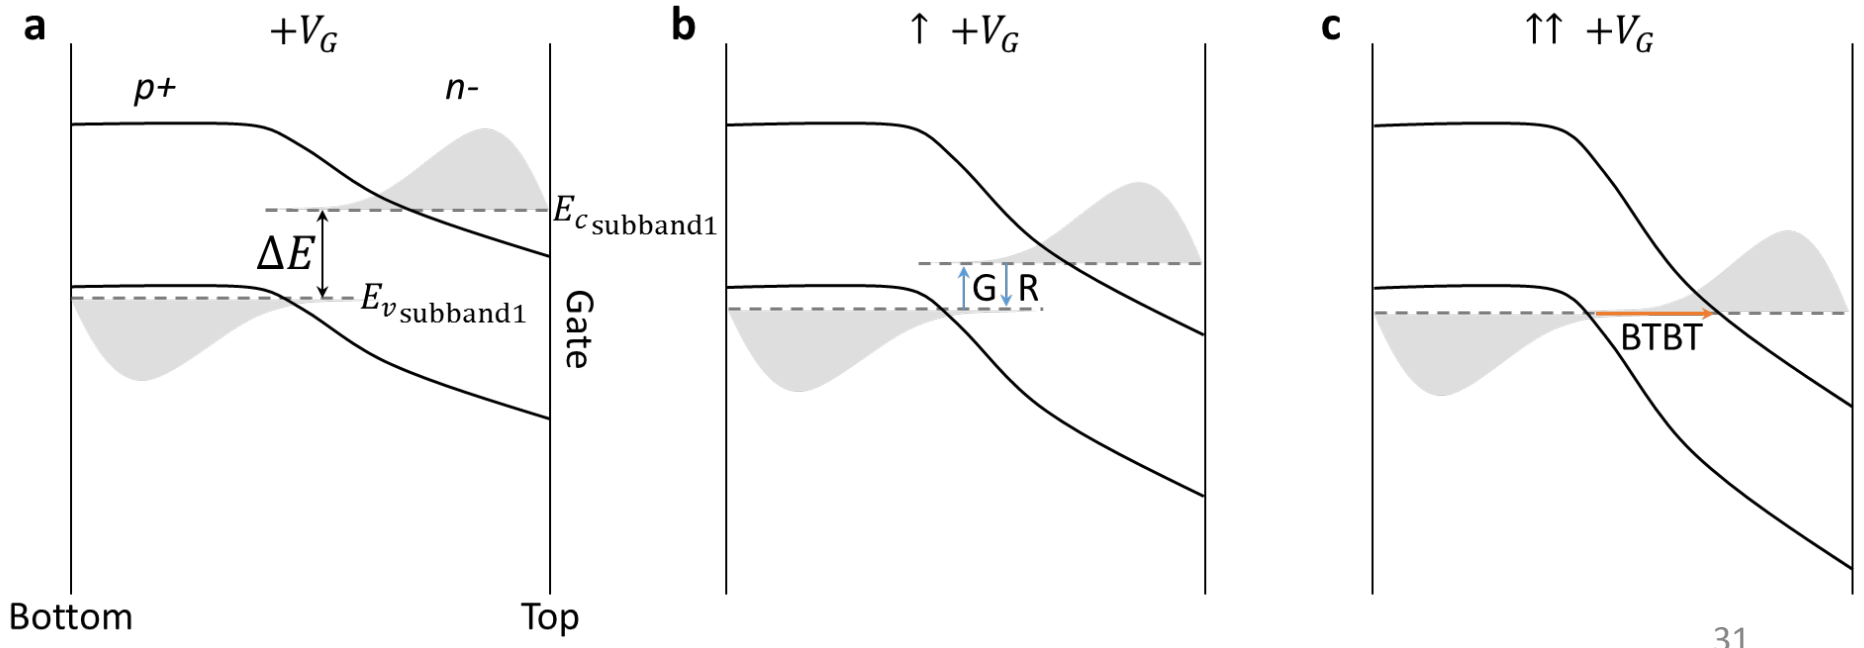 a
+V_G
p+
n-
E_c subband1
ΔE
E_v subband1
Gate
Bottom
Top
b
↑ +V_G
G
R
c
↑↑ +V_G
BTBT
31